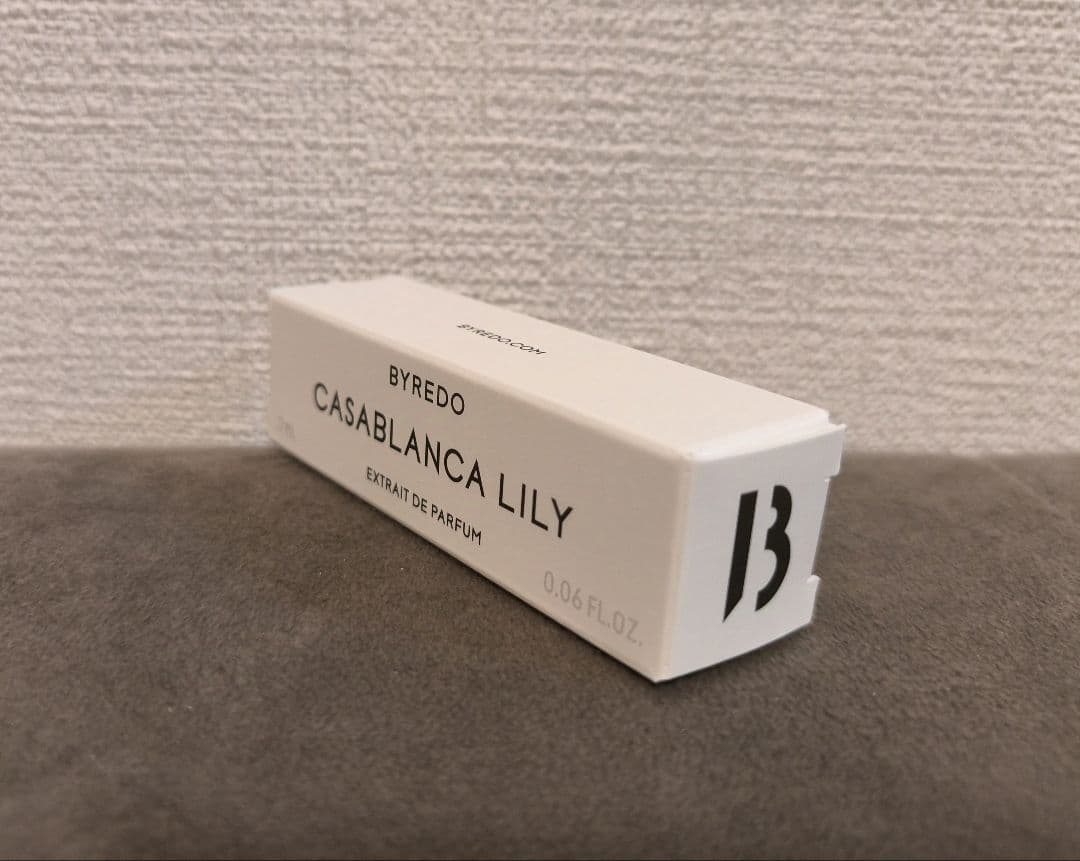 BYREDO.COM
BYREDO
CASABLANCA LILY
EXTRAIT DE PARFUM
0.06 FL.OZ.
B